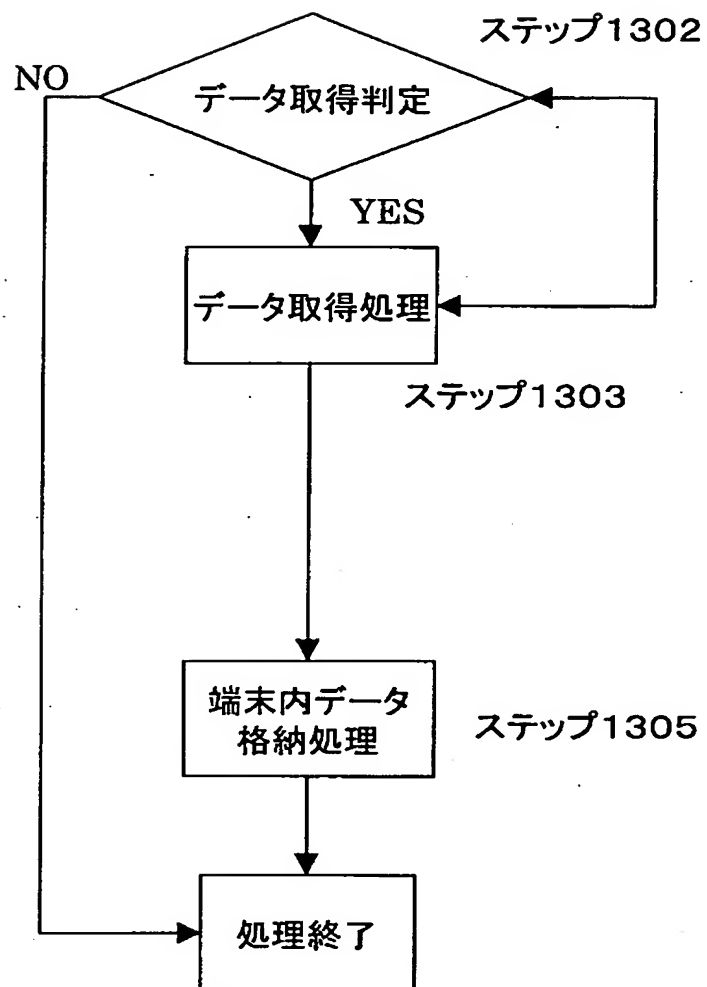 ステップ1302
NO
データ取得判定
YES
データ取得処理
ステップ1303
端末内データ
格納処理
ステップ1305
処理終了